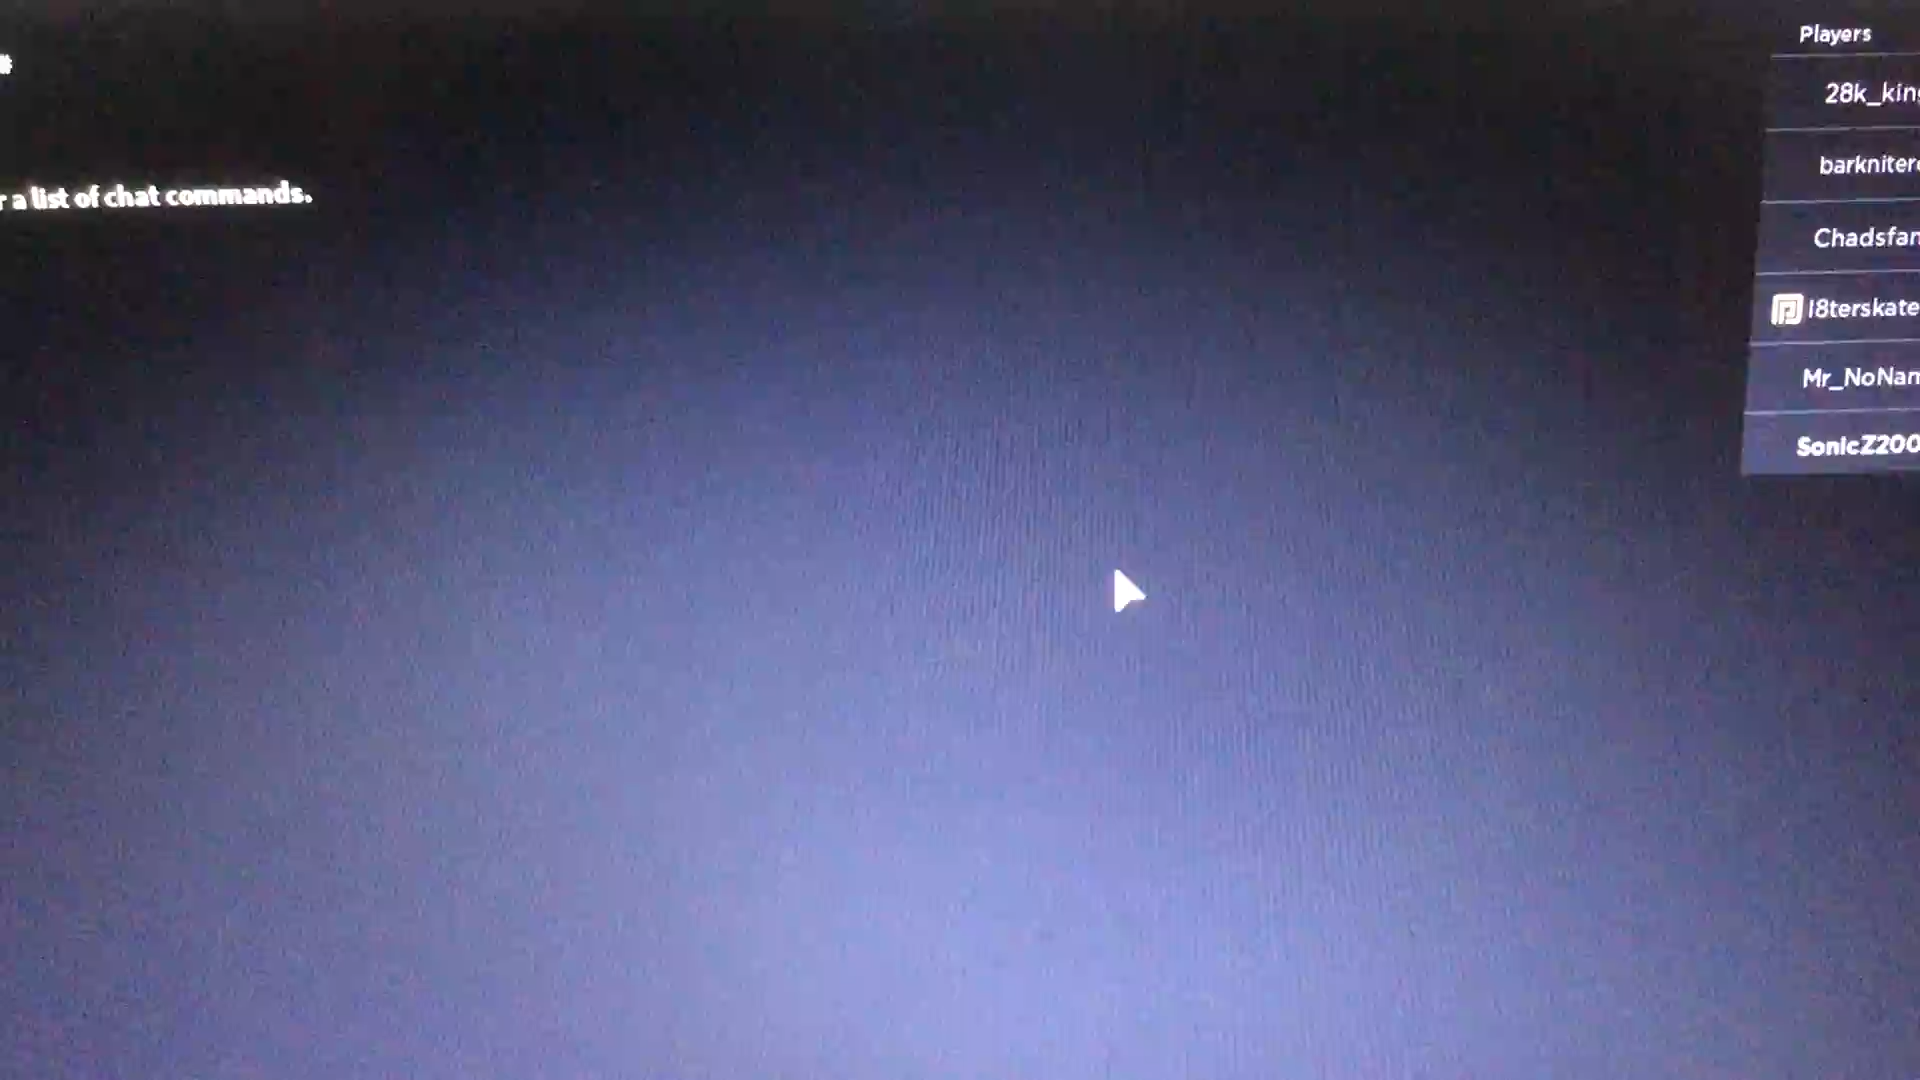 r a list of chat commands.
Players
28k_kin
barkniter
Chadsfan
l8terskate
Mr_NoNam
SonicZ200